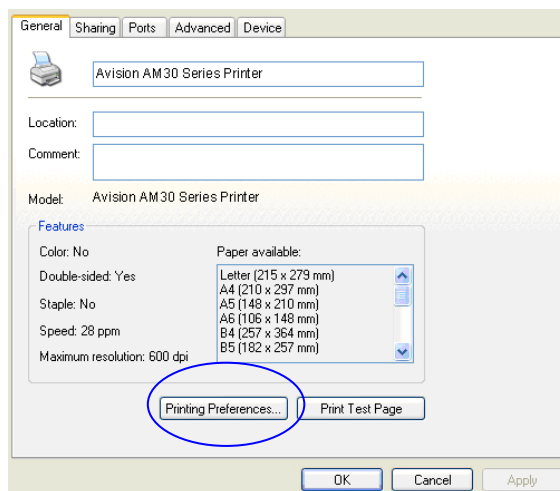 General Sharing Ports Advanced Device
Avision AM30 Series Printer
Location:
Comment:
Model: Avision AM30 Series Printer
Features
Color: No Paper available:
Double-sided: Yes Letter (215 x 279 mm)
A4 (210 x 297 mm)
Staple: No A5 (148 x 210 mm)
A6 (106 x 148 mm)
Speed: 28 ppm B4 (257 x 364 mm)
B5 (182 x 257 mm)
Maximum resolution: 600 dpi
Printing Preferences... Print Test Page
OK Cancel Apply